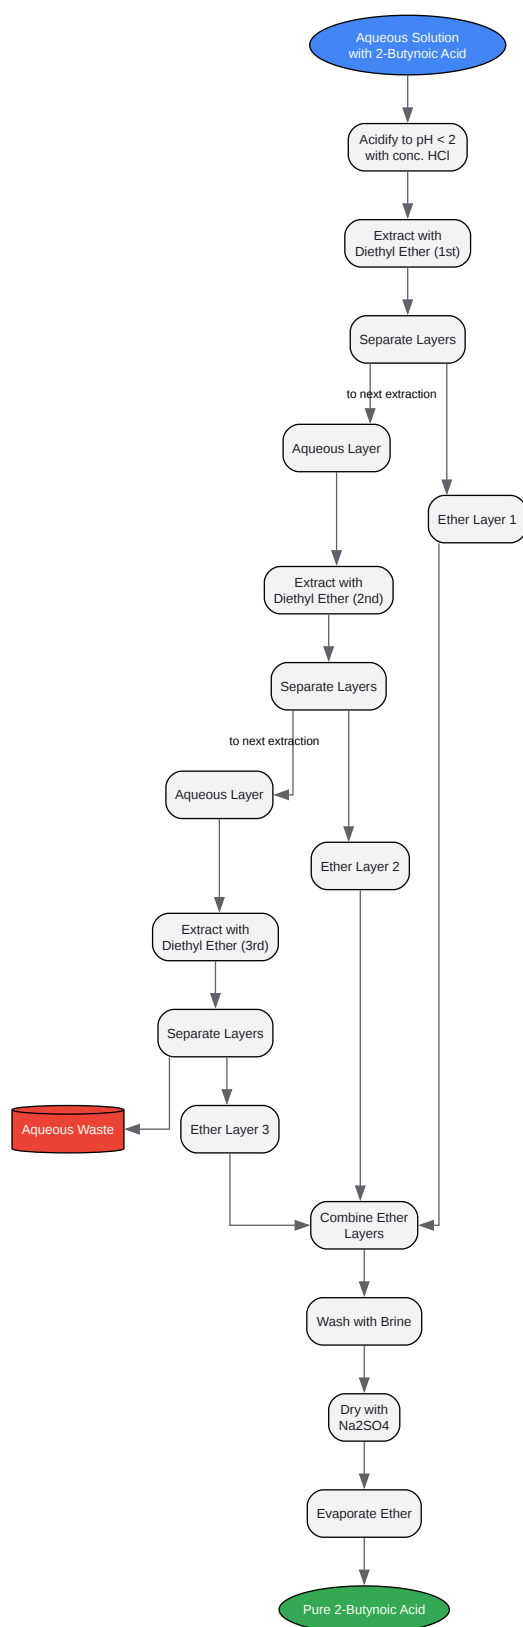 Aqueous Solution
with 2-Butynoic Acid
Acidify to pH < 2
with conc. HCl
Extract with
Diethyl Ether (1st)
Separate Layers
to next extraction
Aqueous Layer
Ether Layer 1
Extract with
Diethyl Ether (2nd)
Separate Layers
to next extraction
Aqueous Layer
Ether Layer 2
Extract with
Diethyl Ether (3rd)
Separate Layers
Aqueous Waste
Ether Layer 3
Combine Ether
Layers
Wash with Brine
Dry with
Na2SO4
Evaporate Ether
Pure 2-Butynoic Acid